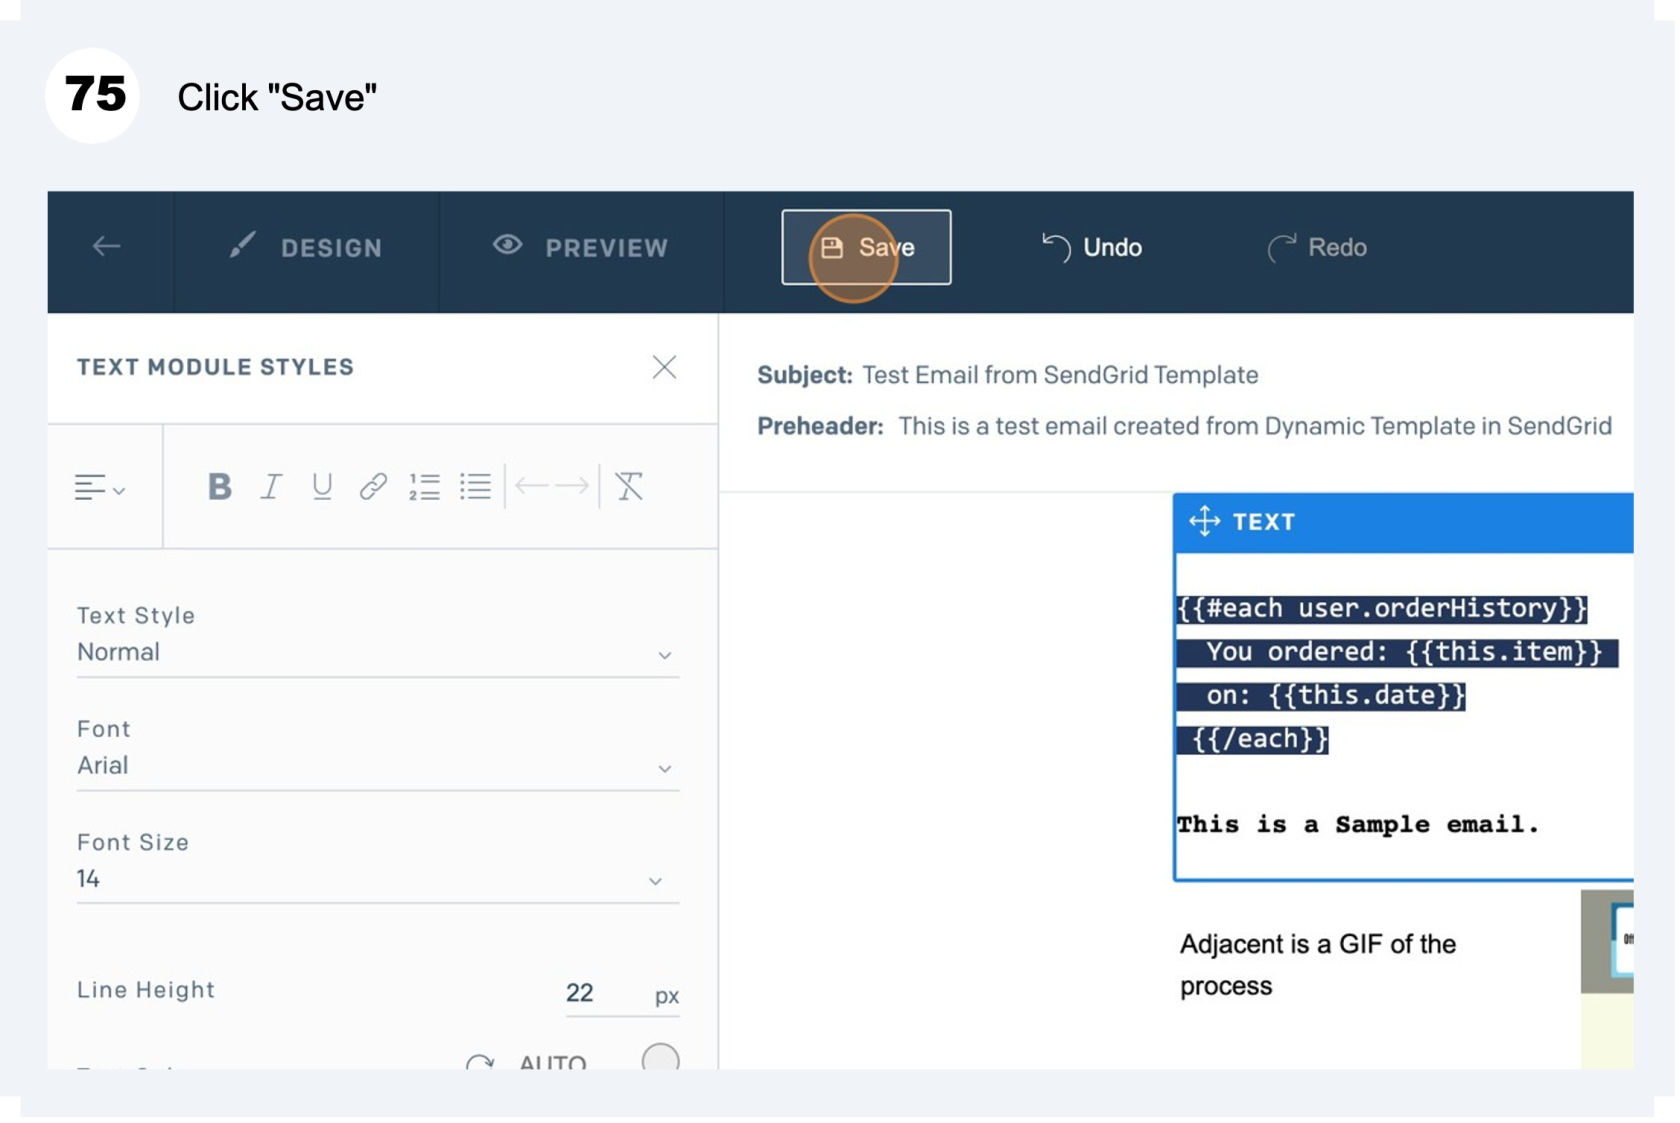 75 Click "Save"
DESIGN PREVIEW Save Undo Redo
TEXT MODULE STYLES
Subject: Test Email from SendGrid Template
Preheader: This is a test email created from Dynamic Template in SendGrid
B I U
TEXT
Text Style
Normal
Font
Arial
Font Size
14
Line Height 22 px
AUTO
{{#each user.orderHistory}}
You ordered: {{this.item}}
on: {{this.date}}
{{/each}}
This is a Sample email.
Adjacent is a GIF of the
process